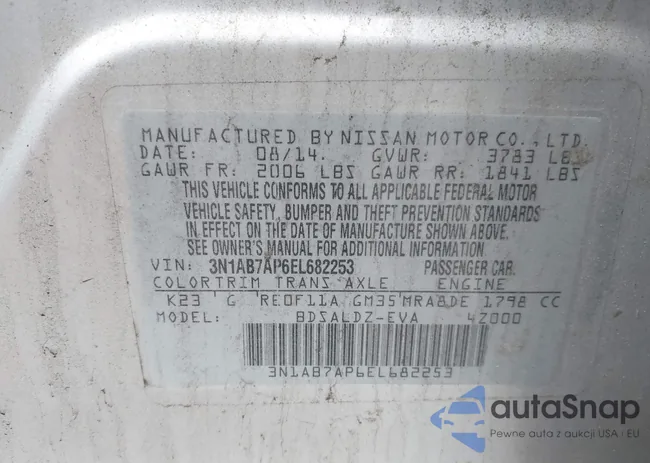 MANUFACTURED BY NISSAN MOTOR CO., LTD.
DATE: 08/14. GVWR: 3783 LBS
GAWR FR: 2006 LBS GAWR RR: 1841 LBS
THIS VEHICLE CONFORMS TO ALL APPLICABLE FEDERAL MOTOR
VEHICLE SAFETY, BUMPER AND THEFT PREVENTION STANDARDS
IN EFFECT ON THE DATE OF MANUFACTURE SHOWN ABOVE.
SEE OWNER'S MANUAL FOR ADDITIONAL INFORMATION.
VIN: 3N1AB7AP6EL682253 PASSENGER CAR.
COLORTRIM TRANS AXLE ENGINE
K23 G RE0F11A GM35 MRA8DE 1798 CC
MODEL: BDSALDZ-EVA 4Z000
3N1AB7AP6EL682253
autaSnap
Pewne auta z aukcji USA i EU